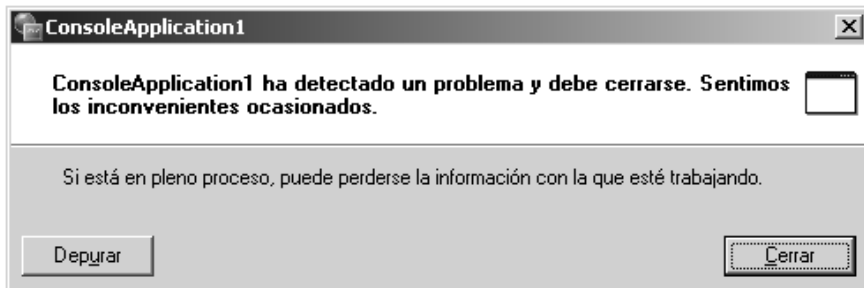 ConsoleApplication1
ConsoleApplication1 ha detectado un problema y debe cerrarse. Sentimos
los inconvenientes ocasionados.
Si está en pleno proceso, puede perderse la información con la que esté trabajando.
Depurar
Cerrar